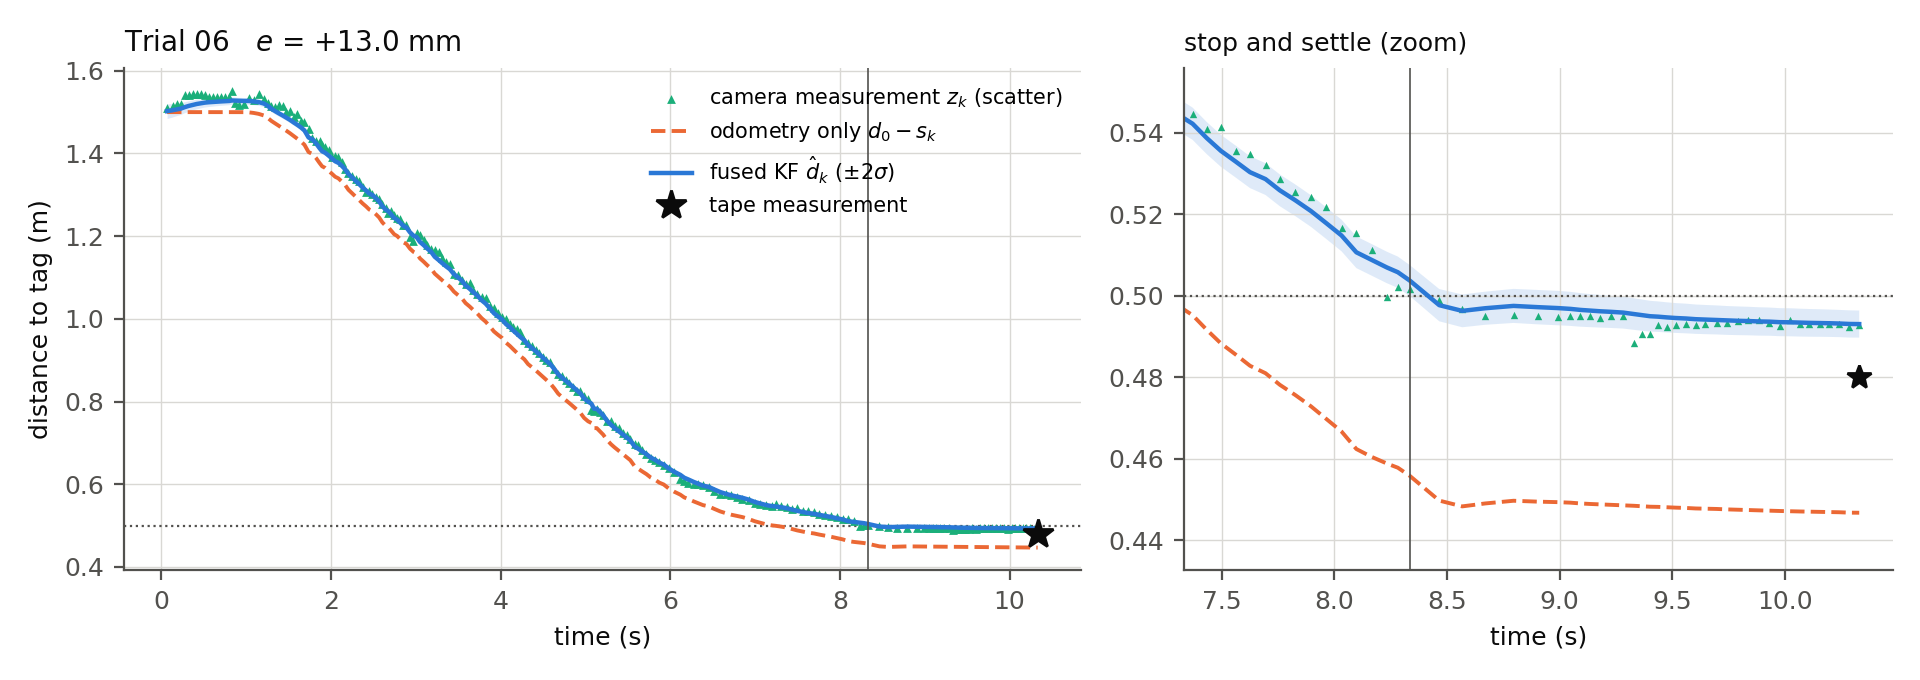 Trial 06   e = +13.0 mm
distance to tag (m)
1.6
1.4
1.2
1.0
0.8
0.6
0.4
camera measurement z_k (scatter)
odometry only d_0 − s_k
fused KF d̂_k (±2σ)
tape measurement
0 2 4 6 8 10
time (s)
stop and settle (zoom)
0.54
0.52
0.50
0.48
0.46
0.44
7.5 8.0 8.5 9.0 9.5 10.0
time (s)